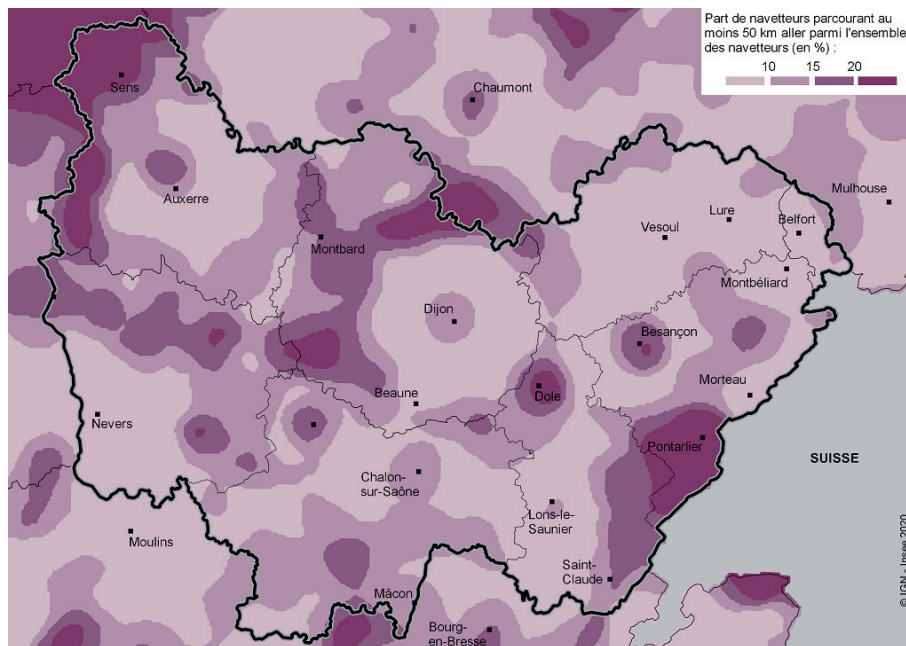 Part de navetteurs parcourant au
moins 50 km aller parmi l'ensemble
des navetteurs (en %) :
10 15 20
Sens
Chaumont
Auxerre
Mulhouse
Lure
Belfort
Vesoul
Montbard
Montbéliard
Dijon
Besançon
Morteau
Beaune
Dole
Nevers
Pontarlier
SUISSE
Chalon-
sur-Saône
Lons-le-
Saunier
Moulins
Saint-
Claude
Mâcon
Bourg-
en-Bresse
© IGN - Insee 2020